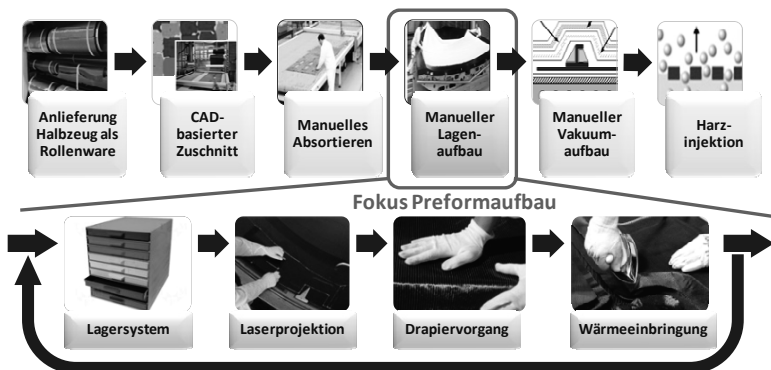 Anlieferung
Halbzeug als
Rollenware
CAD-
basierter
Zuschnitt
Manuelles
Absortieren
Manueller
Lagen-
aufbau
Manueller
Vakuum-
aufbau
Harz-
injektion
Fokus Preformaufbau
Lagersystem
Laserprojektion
Drapiervorgang
Wärmeeinbringung